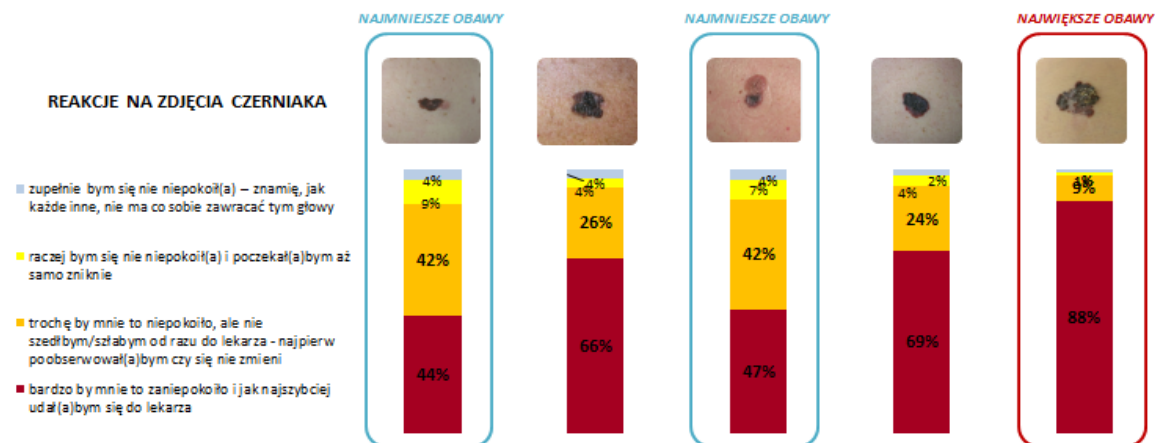 NAJMNIEJSZE OBAWY
NAJMNIEJSZE OBAWY
NAJWIĘKSZE OBAWY
REAKCJE NA ZDJĘCIA CZERNIAKA
zupełnie bym się nie niepokoił(a) – znamię, jak
każde inne, nie ma co sobie zawracać tym głowy
raczej bym się nie niepokoił(a) i poczekał(a)bym aż
samo zniknie
trochę by mnie to niepokoiło, ale nie
szedłbym/szłabym od razu do lekarza - najpierw
poobserwował(a)bym czy się nie zmieni
bardzo by mnie to zaniepokoiło i jak najszybciej
udał(a)bym się do lekarza
4%
9%
42%
44%
4%
4%
26%
66%
4%
7%
42%
47%
2%
4%
24%
69%
1%
9%
88%